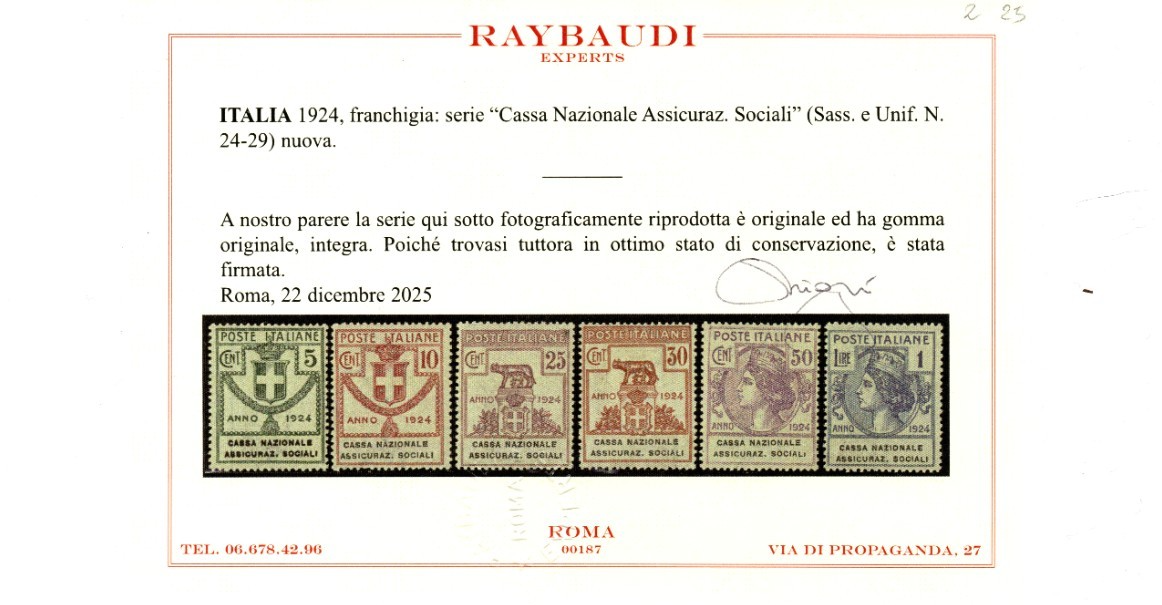 2 25
RAYBAUDI
EXPERTS
ITALIA 1924, franchigia: serie “Cassa Nazionale Assicuraz. Sociali” (Sass. e Unif. N.
24-29) nuova.
A nostro parere la serie qui sotto fotograficamente riprodotta è originale ed ha gomma
originale, integra. Poiché trovasi tuttora in ottimo stato di conservazione, è stata
firmata.
Roma, 22 dicembre 2025
POSTE ITALIANE
CENT 5
ANNO 1924
CASSA NAZIONALE
ASSICURAZ. SOCIALI
POSTE ITALIANE
CENT 10
ANNO 1924
CASSA NAZIONALE
ASSICURAZ. SOCIALI
POSTE ITALIANE
CENT 25
ANNO 1924
CASSA NAZIONALE
ASSICURAZ. SOCIALI
POSTE ITALIANE
CENT 30
ANNO 1924
CASSA NAZIONALE
ASSICURAZ. SOCIALI
POSTE ITALIANE
CENT 50
ANNO 1924
CASSA NAZIONALE
ASSICURAZ. SOCIALI
POSTE ITALIANE
LIRE 1
ANNO 1924
CASSA NAZIONALE
ASSICURAZ. SOCIALI
ROMA
TEL. 06.678.42.96 00187 VIA DI PROPAGANDA, 27